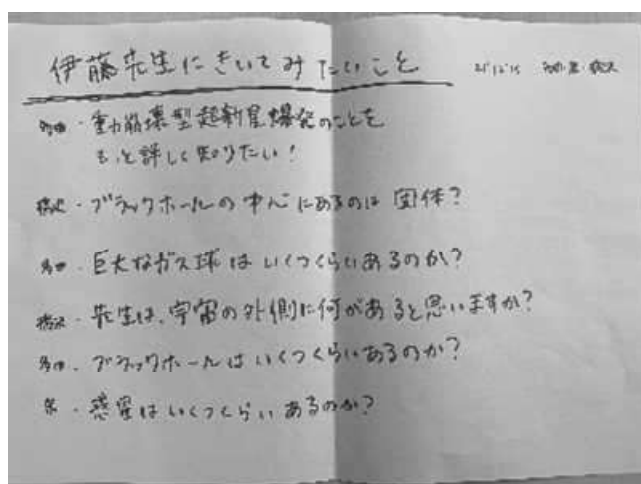 伊藤先生にきいてみたいこと
・重力崩壊型超新星爆発のことを
もっと詳しく知りたい!
・ブラックホールの中心にあるのは固体?
多田・巨大なガス球はいくつくらいあるのか?
・先生は、宇宙の外側に何があると思いますか?
多田・ブラックホールはいくつくらいあるのか?
・惑星はいくつくらいあるのか?